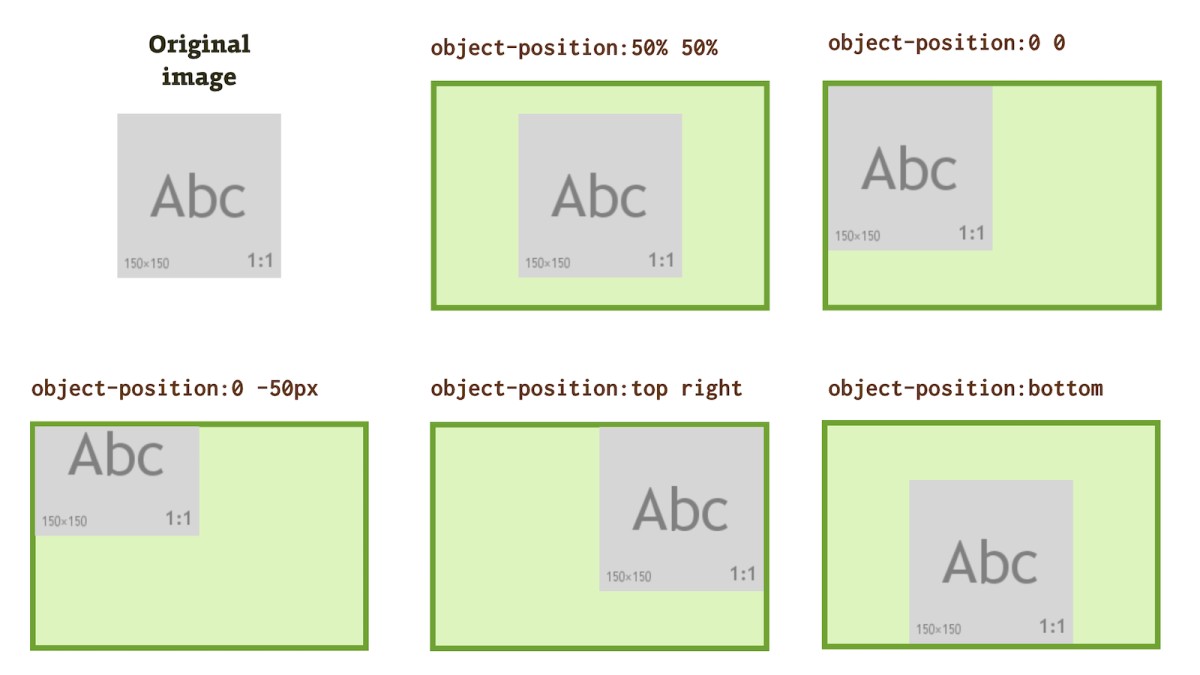 Original
image
Abc
150×150 1:1
object-position:50% 50%
Abc
150×150 1:1
object-position:0 0
Abc
150×150 1:1
object-position:0 -50px
Abc
150×150 1:1
object-position:top right
Abc
150×150 1:1
object-position:bottom
Abc
150×150 1:1